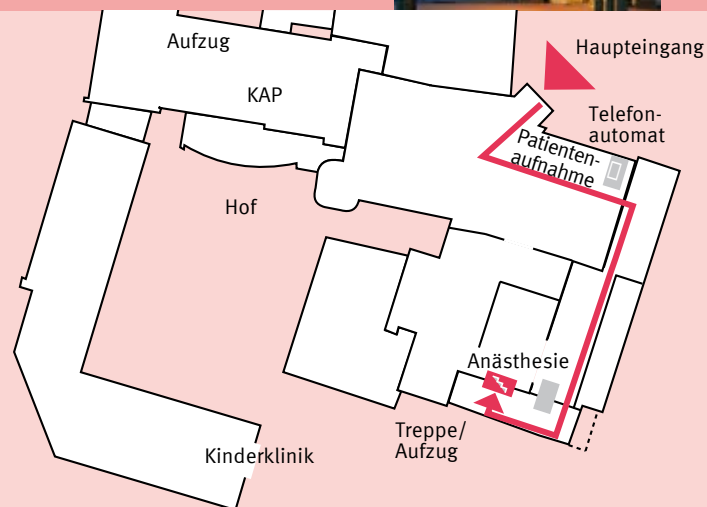 Aufzug
Haupteingang
KAP
Telefon-
automat
Patienten-
aufnahme
Hof
Anästhesie
Treppe/
Aufzug
Kinderklinik